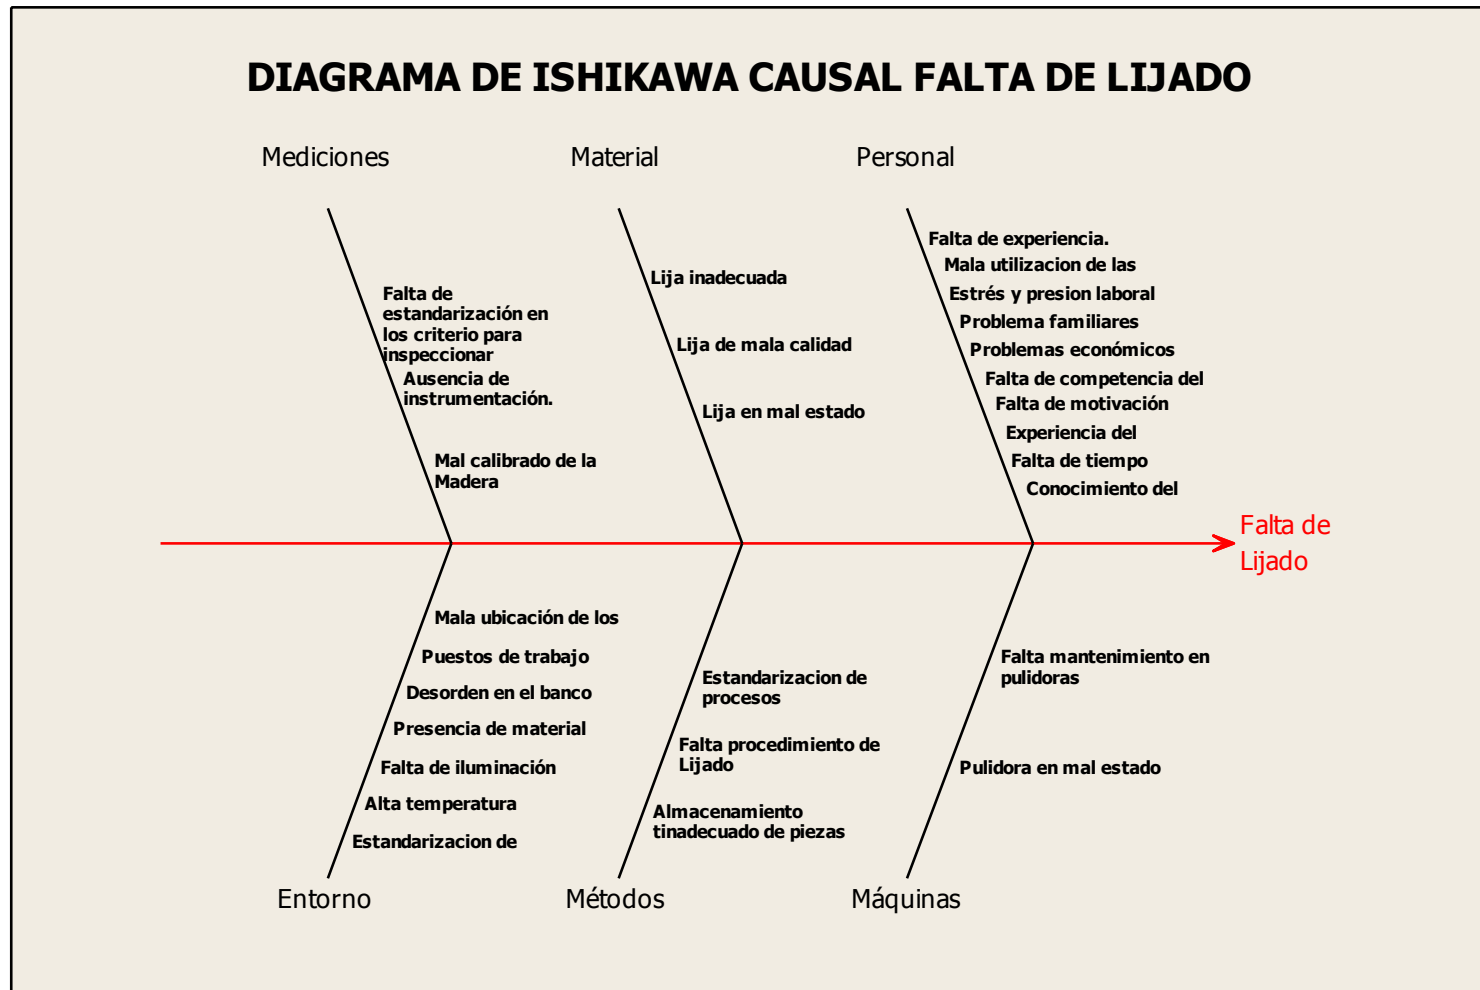 DIAGRAMA DE ISHIKAWA CAUSAL FALTA DE LIJADO
Mediciones
Material
Personal
Falta de
estandarización en
los criterio para
inspeccionar
Ausencia de
instrumentación.
Mal calibrado de la
Madera
Lija inadecuada
Lija de mala calidad
Lija en mal estado
Falta de experiencia.
Mala utilizacion de las
Estrés y presion laboral
Problema familiares
Problemas económicos
Falta de competencia del
Falta de motivación
Experiencia del
Falta de tiempo
Conocimiento del
Falta de
Lijado
Mala ubicación de los
Puestos de trabajo
Desorden en el banco
Presencia de material
Falta de iluminación
Alta temperatura
Estandarizacion de
Estandarizacion de
procesos
Falta procedimiento de
Lijado
Almacenamiento
tinadecuado de piezas
Falta mantenimiento en
pulidoras
Pulidora en mal estado
Entorno
Métodos
Máquinas